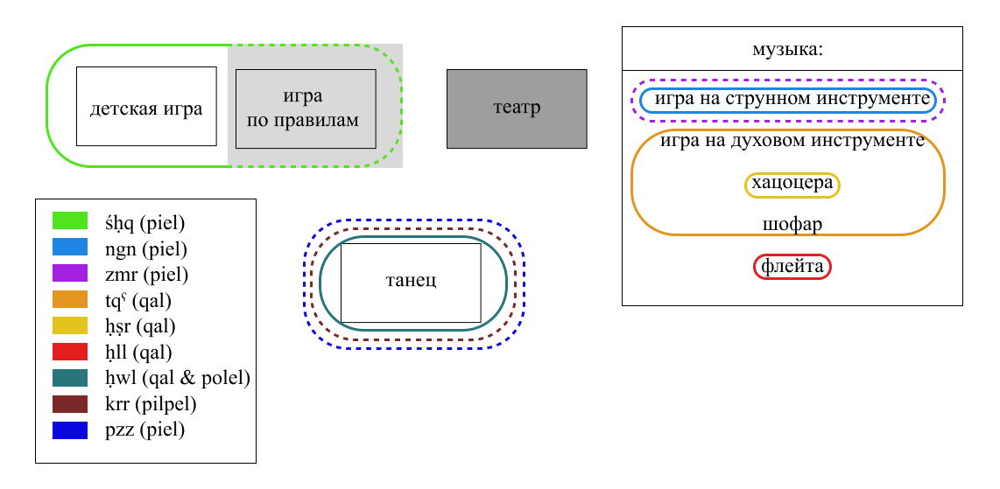 детская игра
игра
по правилам
театр
музыка:
игра на струнном инструменте
игра на духовом инструменте
хацоцера
шофар
флейта
танец
śḥq (piel)
ngn (piel)
zmr (piel)
tqˁ (qal)
ḥṣr (qal)
ḥll (qal)
ḥwl (qal & polel)
krr (pilpel)
pzz (piel)